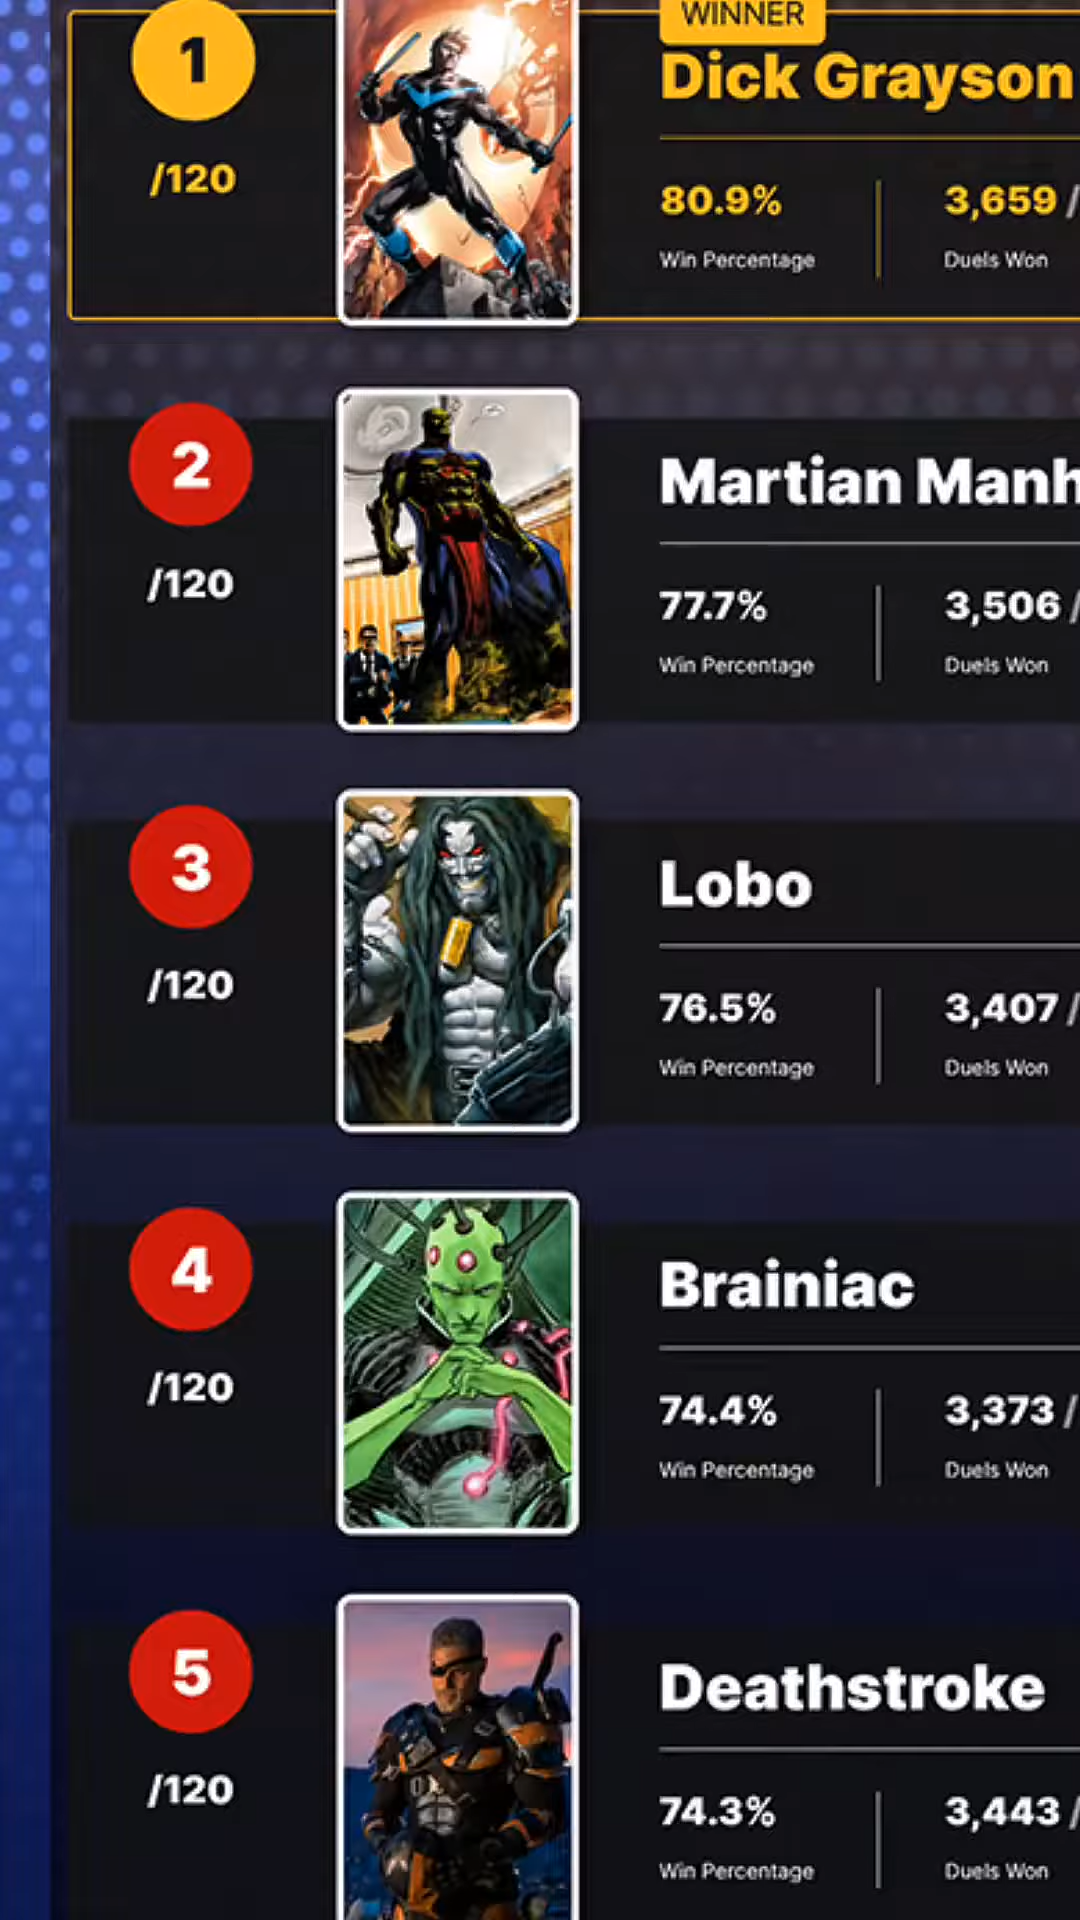 WINNER
1
/120
Dick Grayson
80.9%
Win Percentage
3,659 /
Duels Won
2
/120
Martian Manh
77.7%
Win Percentage
3,506 /
Duels Won
3
/120
Lobo
76.5%
Win Percentage
3,407 /
Duels Won
4
/120
Brainiac
74.4%
Win Percentage
3,373 /
Duels Won
5
/120
Deathstroke
74.3%
Win Percentage
3,443 /
Duels Won